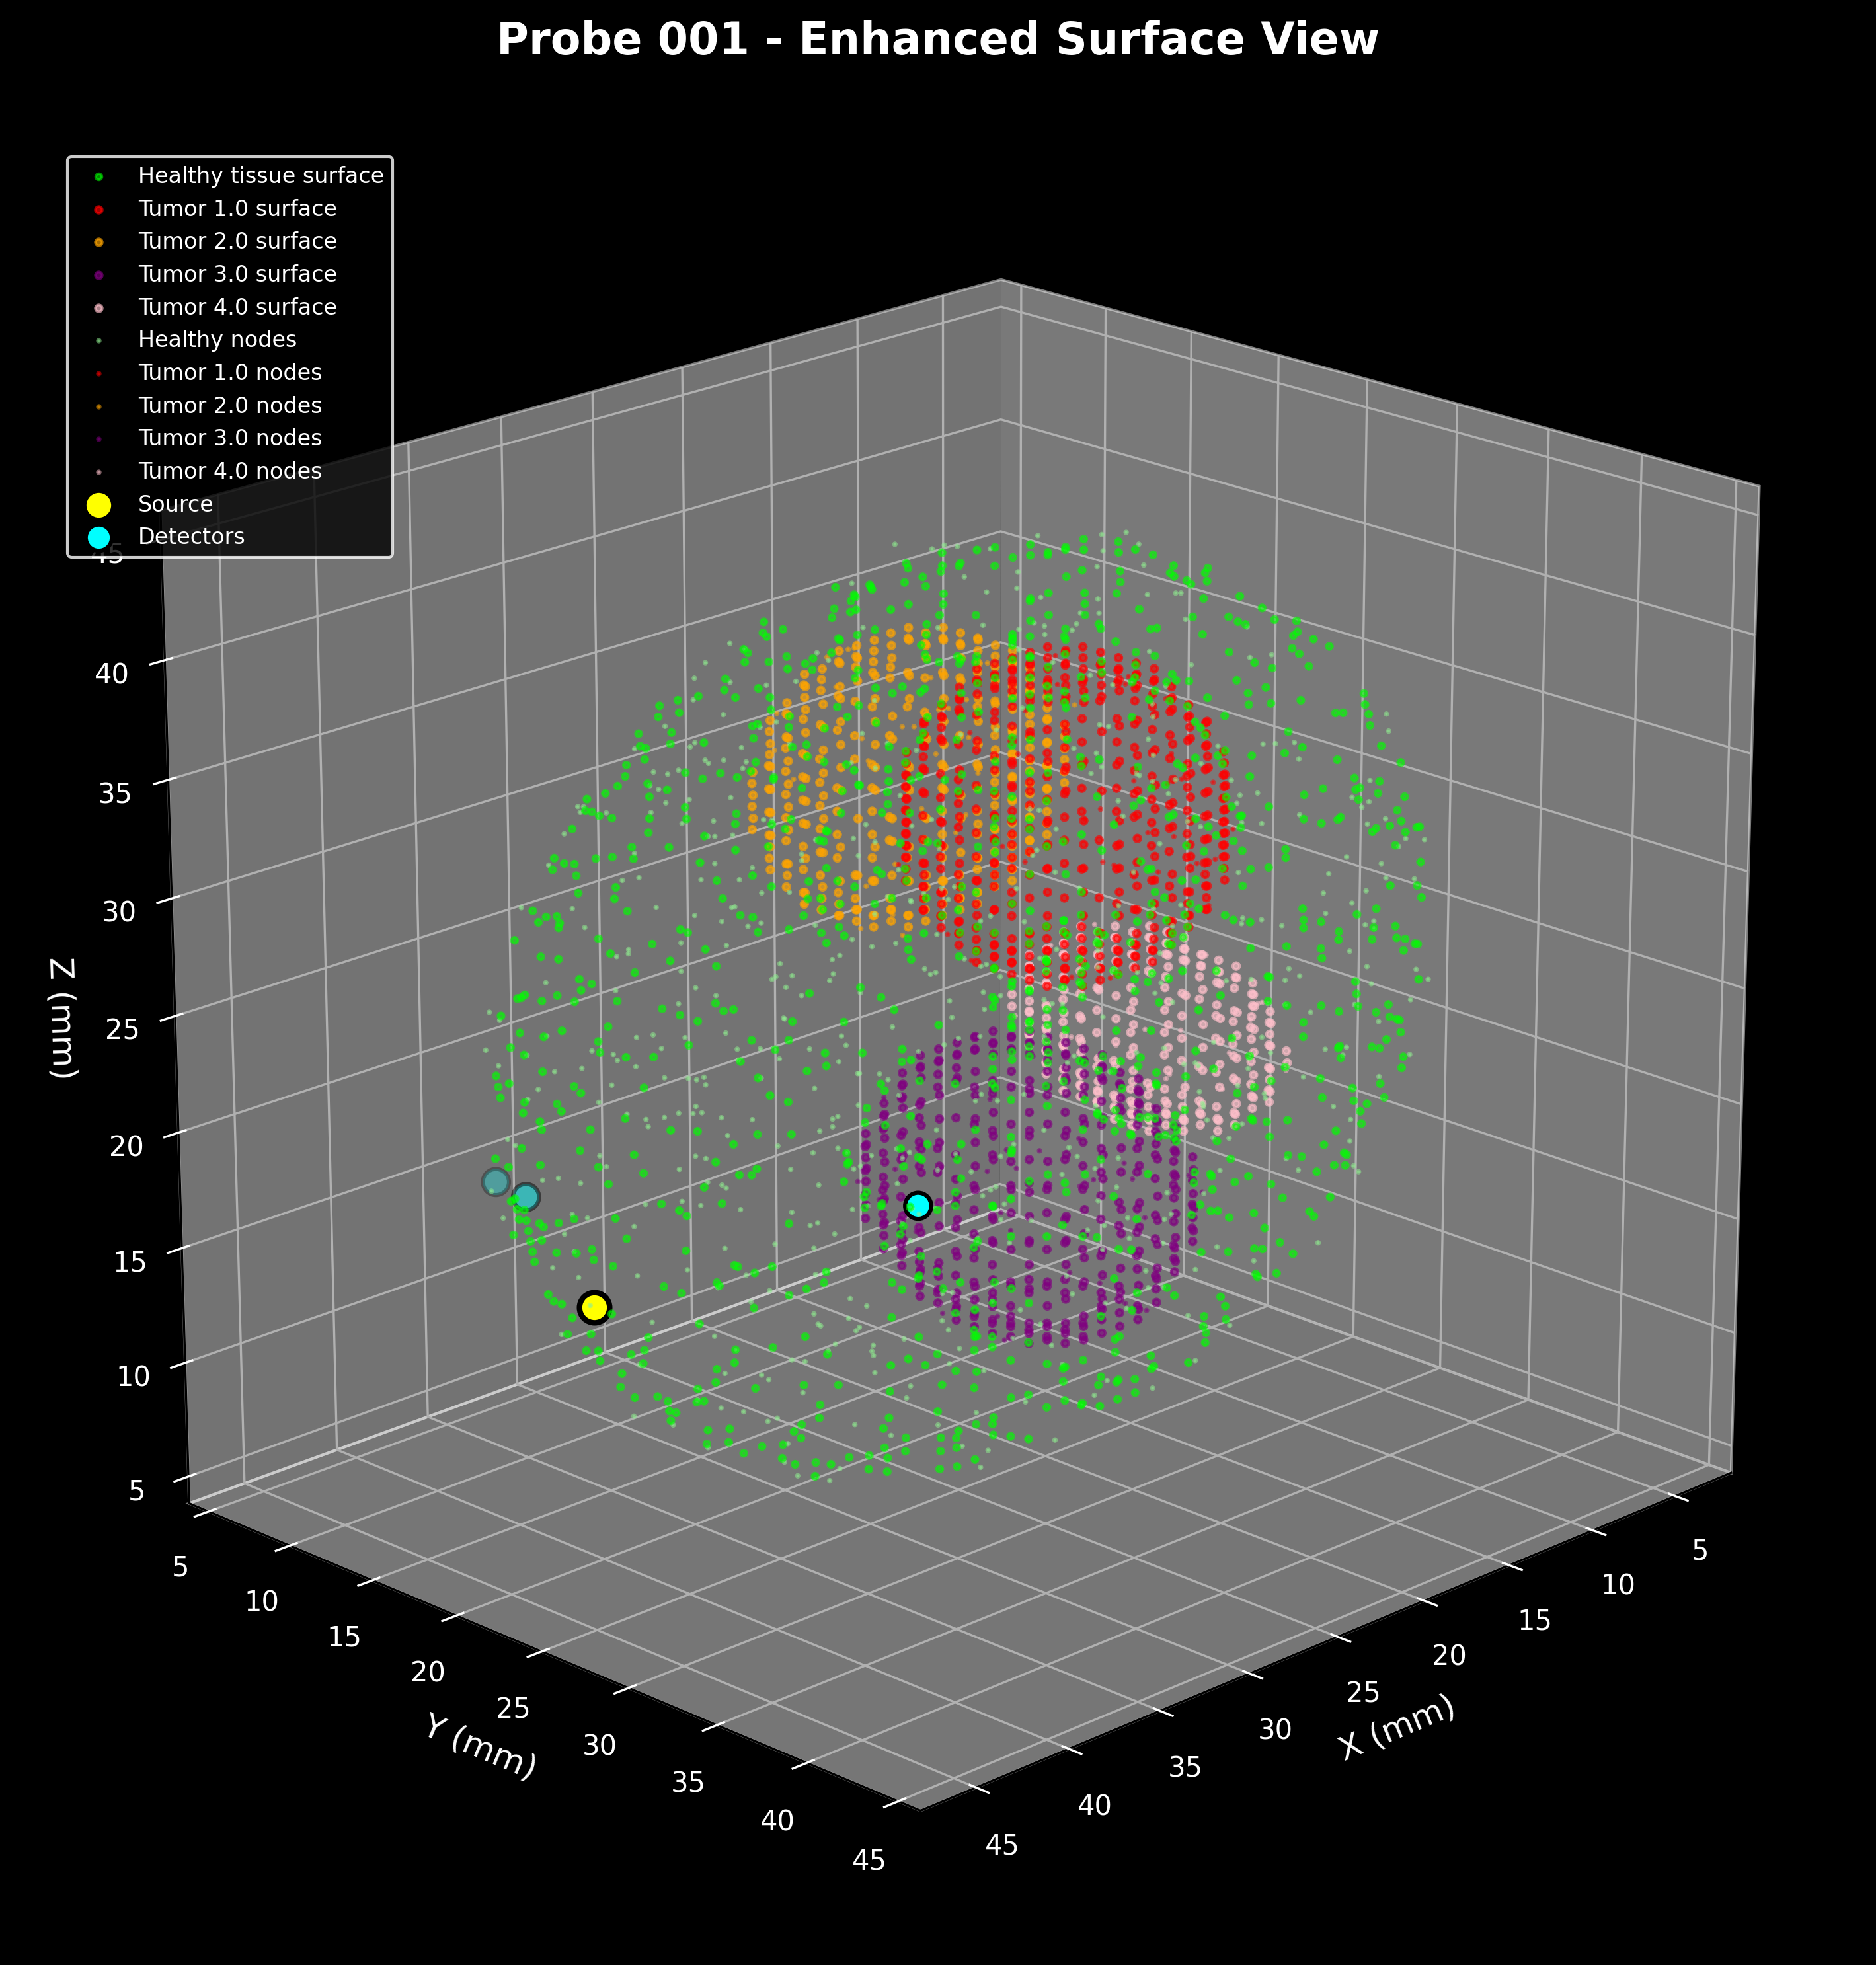 Probe 001 - Enhanced Surface View
Healthy tissue surface
Tumor 1.0 surface
Tumor 2.0 surface
Tumor 3.0 surface
Tumor 4.0 surface
Healthy nodes
Tumor 1.0 nodes
Tumor 2.0 nodes
Tumor 3.0 nodes
Tumor 4.0 nodes
Source
Detectors
45
40
35
30
25
20
15
10
5
Z (mm)
5
10
15
20
25
30
35
40
45
Y (mm)
5
10
15
20
25
30
35
40
45
X (mm)